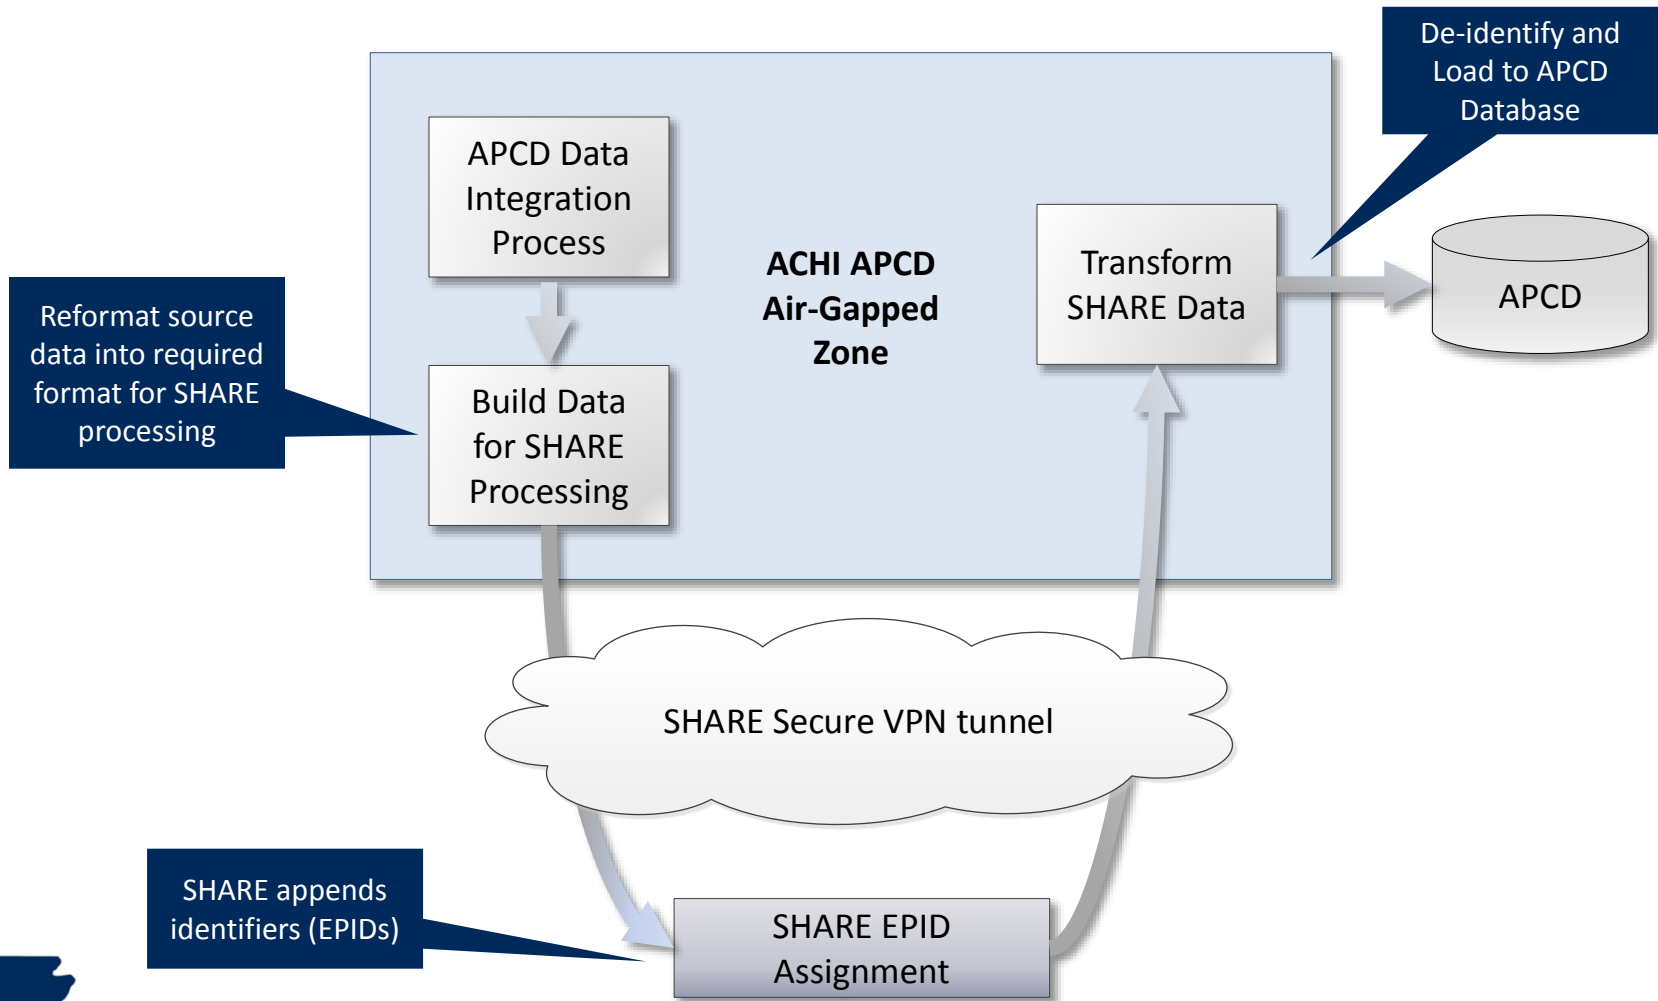 De-identify and
Load to APCD
Database
APCD Data
Integration
Process
ACHI APCD
Air-Gapped
Zone
Transform
SHARE Data
APCD
Reformat source
data into required
format for SHARE
processing
Build Data
for SHARE
Processing
SHARE Secure VPN tunnel
SHARE appends
identifiers (EPIDs)
SHARE EPID
Assignment